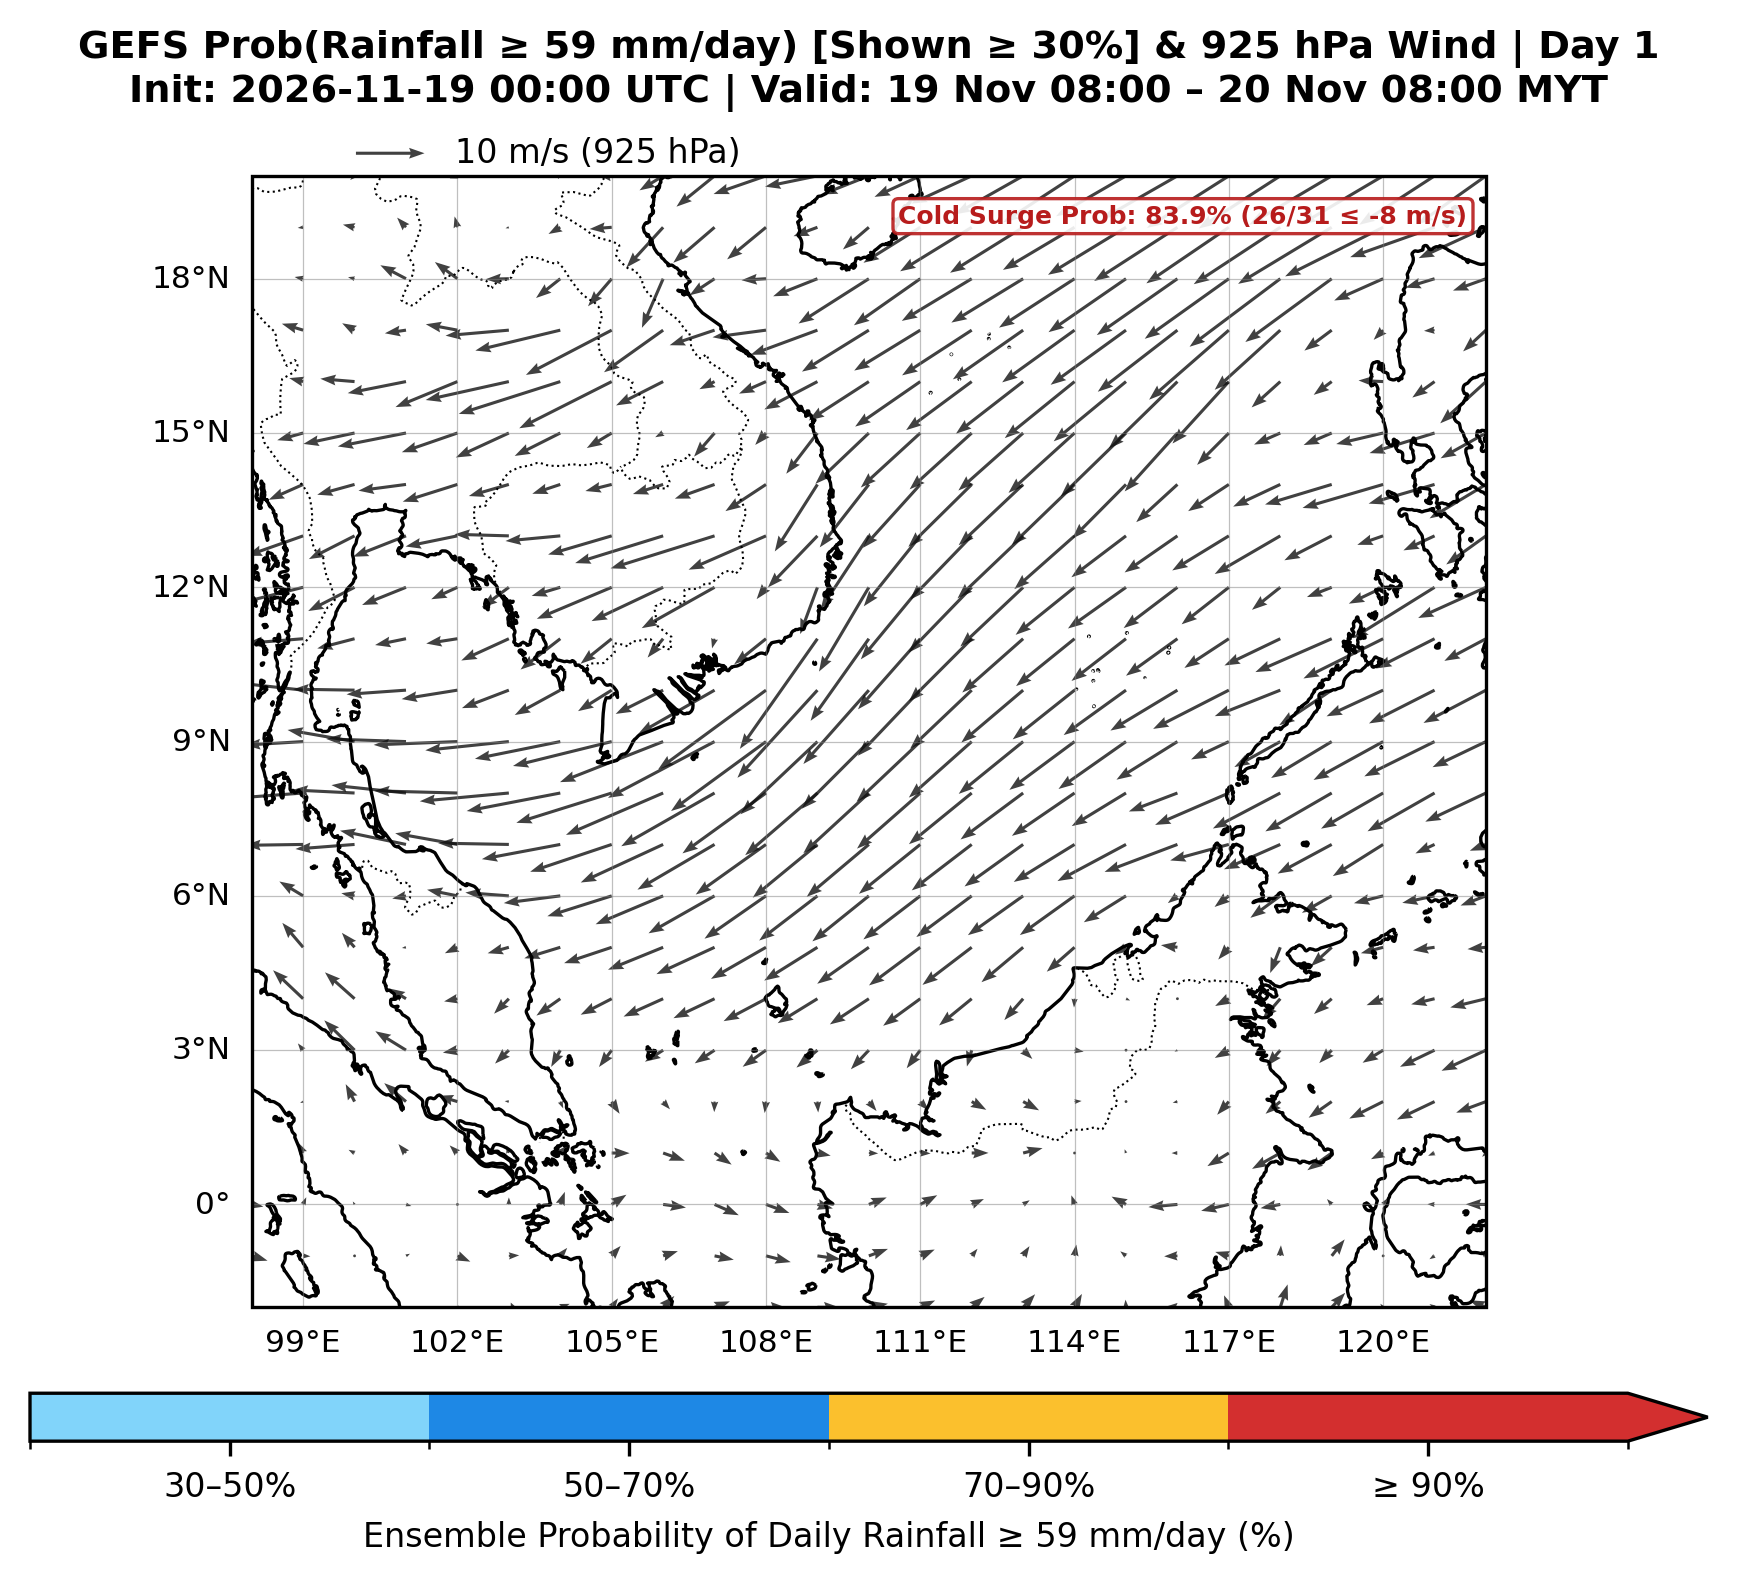 GEFS Prob(Rainfall ≥ 59 mm/day) [Shown ≥ 30%] & 925 hPa Wind | Day 1
Init: 2026-11-19 00:00 UTC | Valid: 19 Nov 08:00 – 20 Nov 08:00 MYT
10 m/s (925 hPa)
Cold Surge Prob: 83.9% (26/31 ≤ -8 m/s)
18°N
15°N
12°N
9°N
6°N
3°N
0°
99°E 102°E 105°E 108°E 111°E 114°E 117°E 120°E
30–50% 50–70% 70–90% ≥ 90%
Ensemble Probability of Daily Rainfall ≥ 59 mm/day (%)